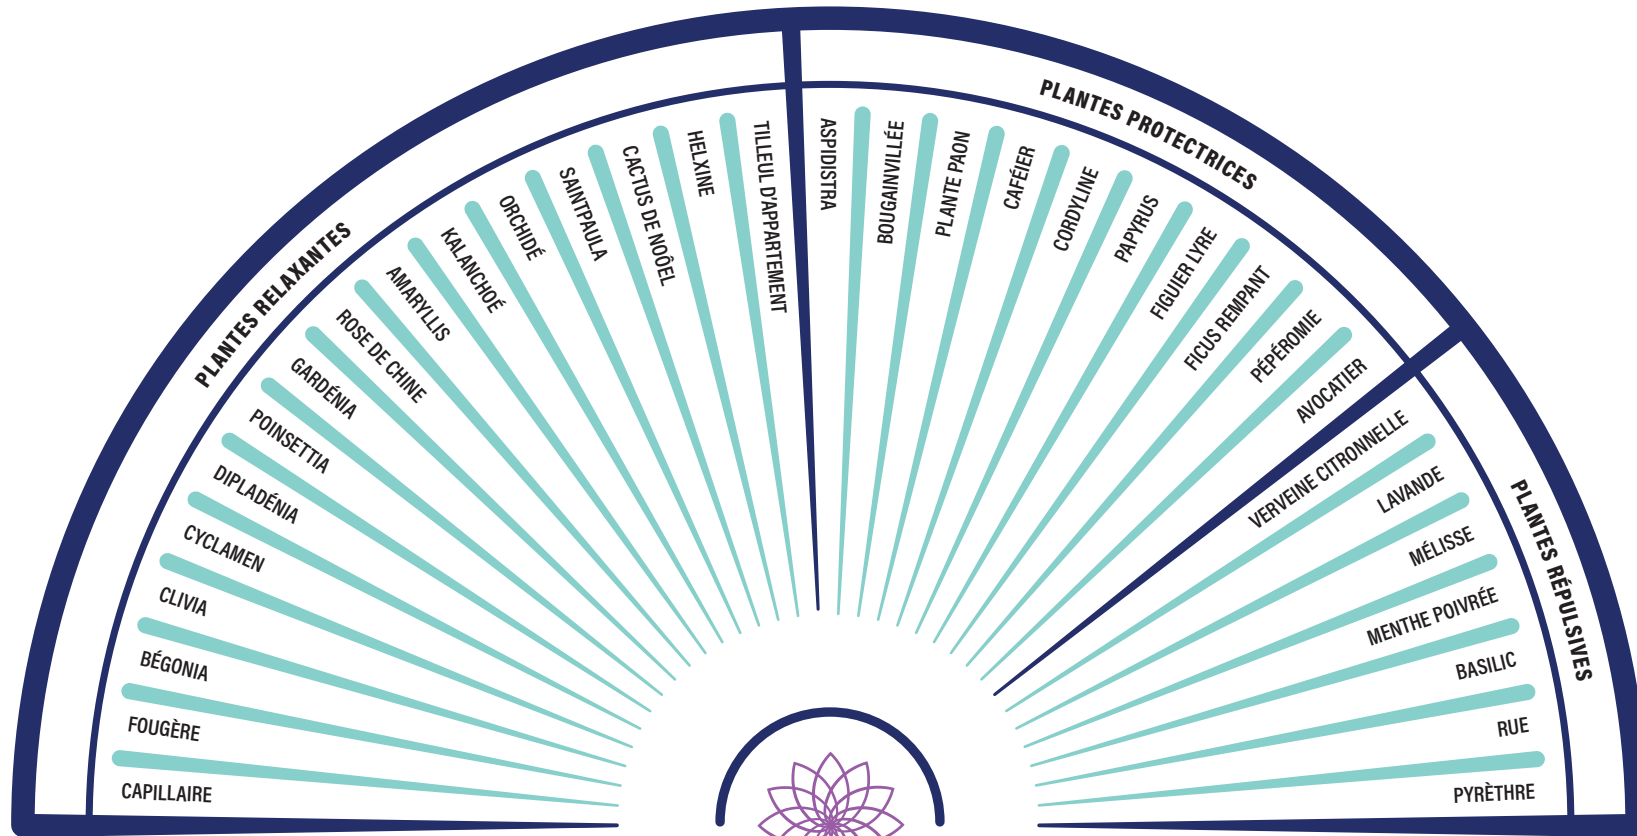 PLANTES RELAXANTES
CAPILLAIRE
FOUGÈRE
BÉGONIA
CLIVIA
CYCLAMEN
DIPLADÉNIA
POINSETTIA
GARDÉNIA
ROSE DE CHINE
AMARYLLIS
KALANCHOÉ
ORCHIDÉ
SAINTPAULA
CACTUS DE NOÔEL
HELXINE
TILLEUL D'APPARTEMENT
PLANTES PROTECTRICES
ASPIDISTRA
BOUGAINVILLÉE
PLANTE PAON
CAFÉIER
CORDYLINE
PAPYRUS
FIGUIER LYRE
FICUS REMPANT
PÉPÉROMIE
AVOCATIER
PLANTES RÉPULSIVES
VERVEINE CITRONNELLE
LAVANDE
MÉLISSE
MENTHE POIVRÉE
BASILIC
RUE
PYRÈTHRE